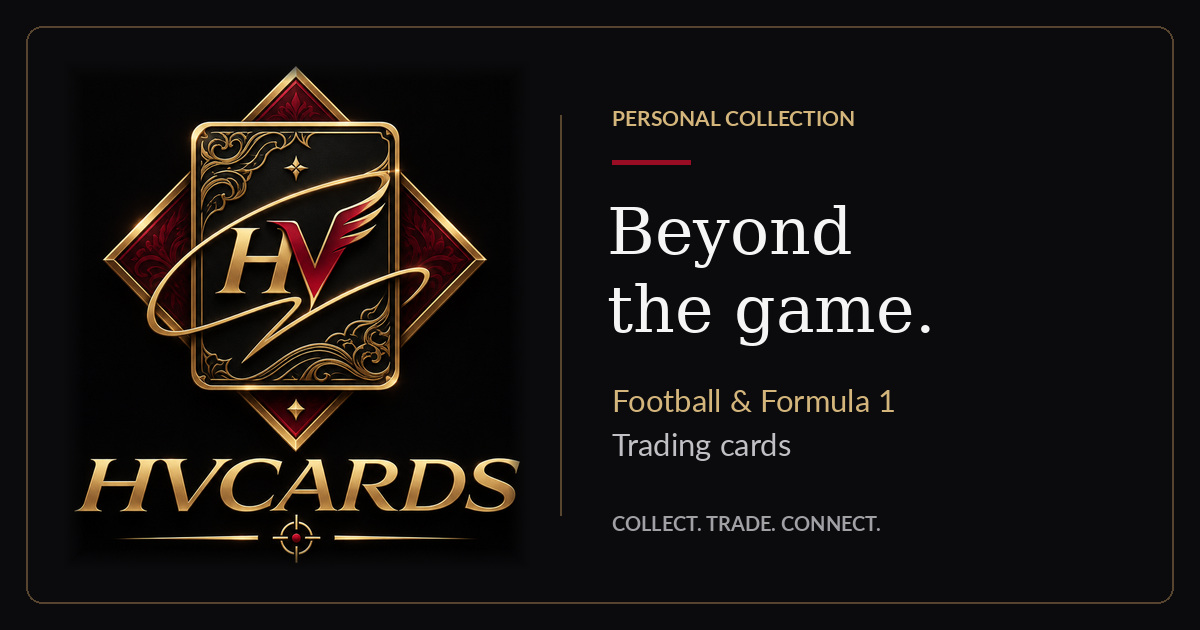 HV
HVCARDS
PERSONAL COLLECTION
Beyond
the game.
Football & Formula 1
Trading cards
COLLECT. TRADE. CONNECT.